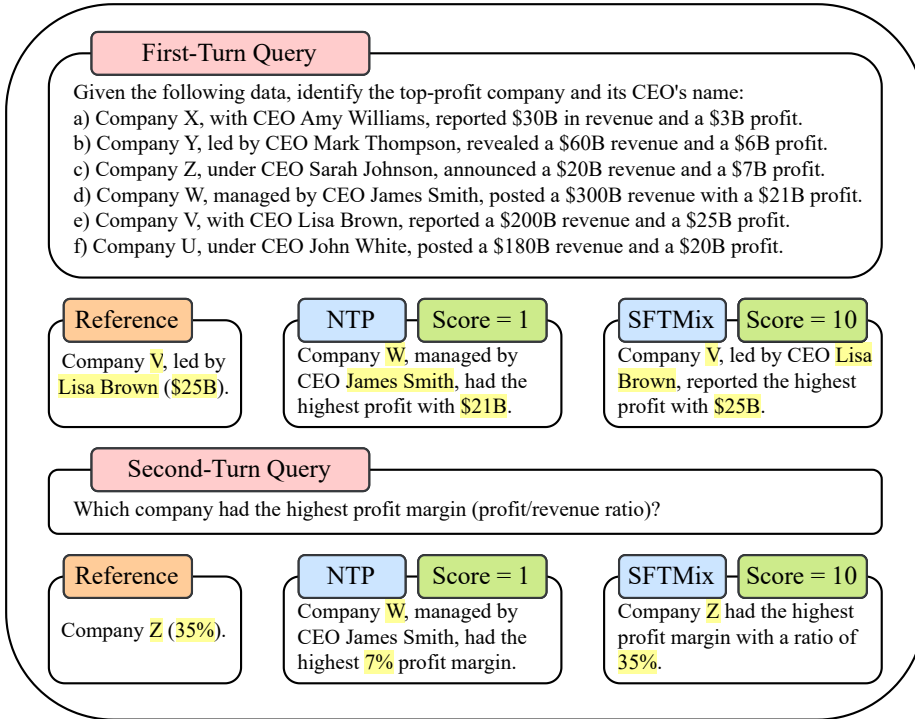 First-Turn Query
Given the following data, identify the top-profit company and its CEO's name:
a) Company X, with CEO Amy Williams, reported $30B in revenue and a $3B profit.
b) Company Y, led by CEO Mark Thompson, revealed a $60B revenue and a $6B profit.
c) Company Z, under CEO Sarah Johnson, announced a $20B revenue and a $7B profit.
d) Company W, managed by CEO James Smith, posted a $300B revenue with a $21B profit.
e) Company V, with CEO Lisa Brown, reported a $200B revenue and a $25B profit.
f) Company U, under CEO John White, posted a $180B revenue and a $20B profit.
Reference
Company V, led by
Lisa Brown ($25B).
NTP
Score = 1
Company W, managed by
CEO James Smith, had the
highest profit with $21B.
SFTMix
Score = 10
Company V, led by CEO Lisa
Brown, reported the highest
profit with $25B.
Second-Turn Query
Which company had the highest profit margin (profit/revenue ratio)?
Reference
Company Z (35%).
NTP
Score = 1
Company W, managed by
CEO James Smith, had the
highest 7% profit margin.
SFTMix
Score = 10
Company Z had the highest
profit margin with a ratio of
35%.